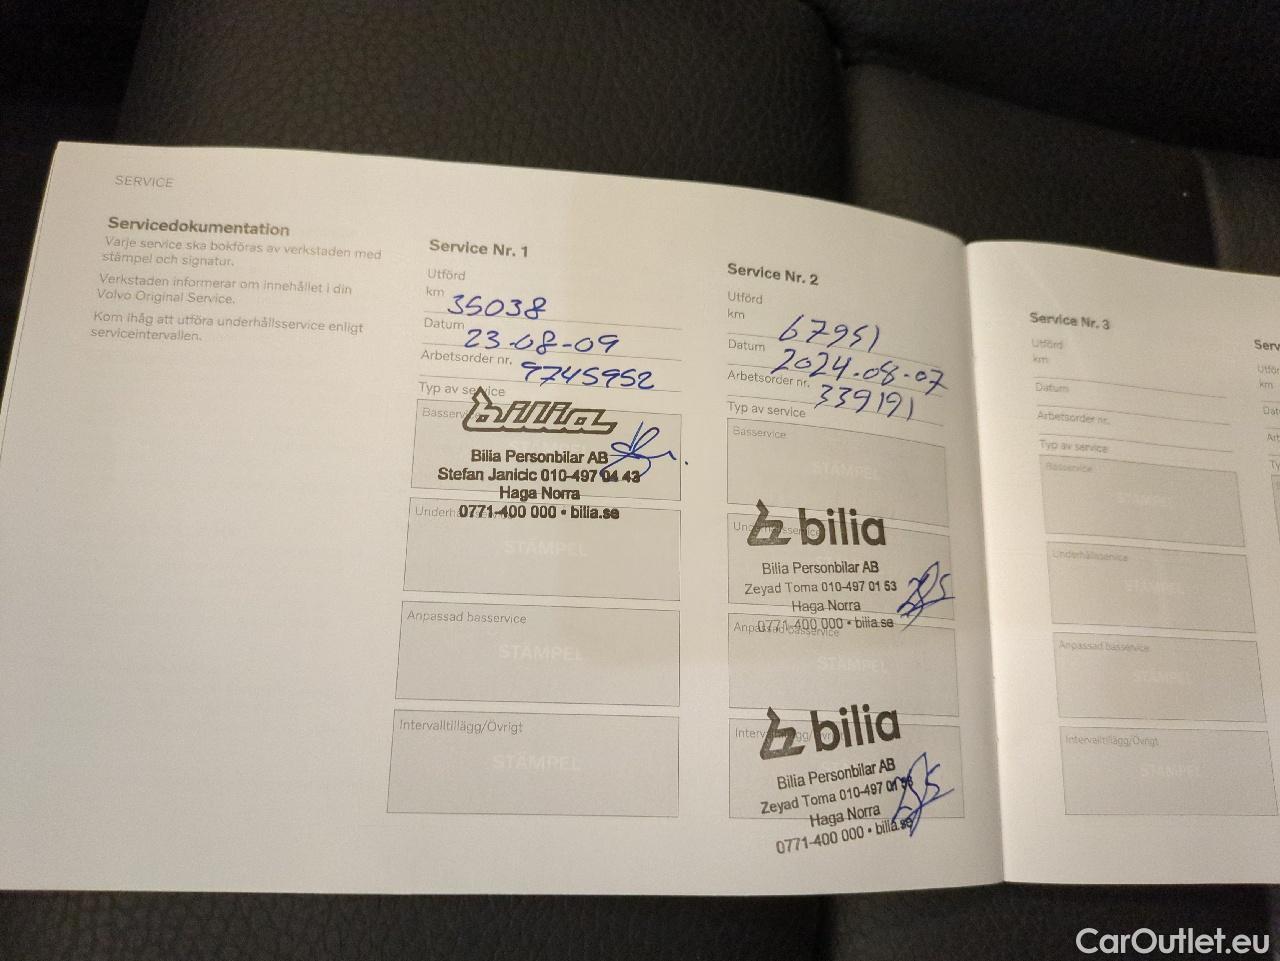 SERVICE
Servicedokumentation
Varje service ska bokföras av verkstaden med
stämpel och signatur.
Verkstaden informerar om innehållet i din
Volvo Original Service.
Kom ihåg att utföra underhållsservice enligt
serviceintervallen.
Service Nr. 1
Utförd
km 35038
Datum 23-08-09
Arbetsorder nr. 9745952
Typ av service
Basservice
bilia
Bilia Personbilar AB
Stefan Janicic 010-497 04 43
Haga Norra
0771-400 000 • bilia.se
STÄMPEL
Anpassad basservice
STÄMPEL
Intervalltillägg/Övrigt
STÄMPEL
Service Nr. 2
Utförd
km 67951
Datum 2024-08-07
Arbetsorder nr. 339191
Typ av service
Basservice
STÄMPEL
bilia
Bilia Personbilar AB
Zeyad Toma 010-497 01 53
Haga Norra
0771-400 000 • bilia.se
Anpassad basservice
STÄMPEL
bilia
Bilia Personbilar AB
Zeyad Toma 010-497 01
Haga Norra
0771-400 000 • bilia.se
Service Nr. 3
Utförd
km
Datum
Arbetsorder nr.
Typ av service
Basservice
STÄMPEL
Underhållsservice
STÄMPEL
Anpassad basservice
STÄMPEL
Intervalltillägg/Övrigt
STÄMPEL
km
CarOutlet.eu